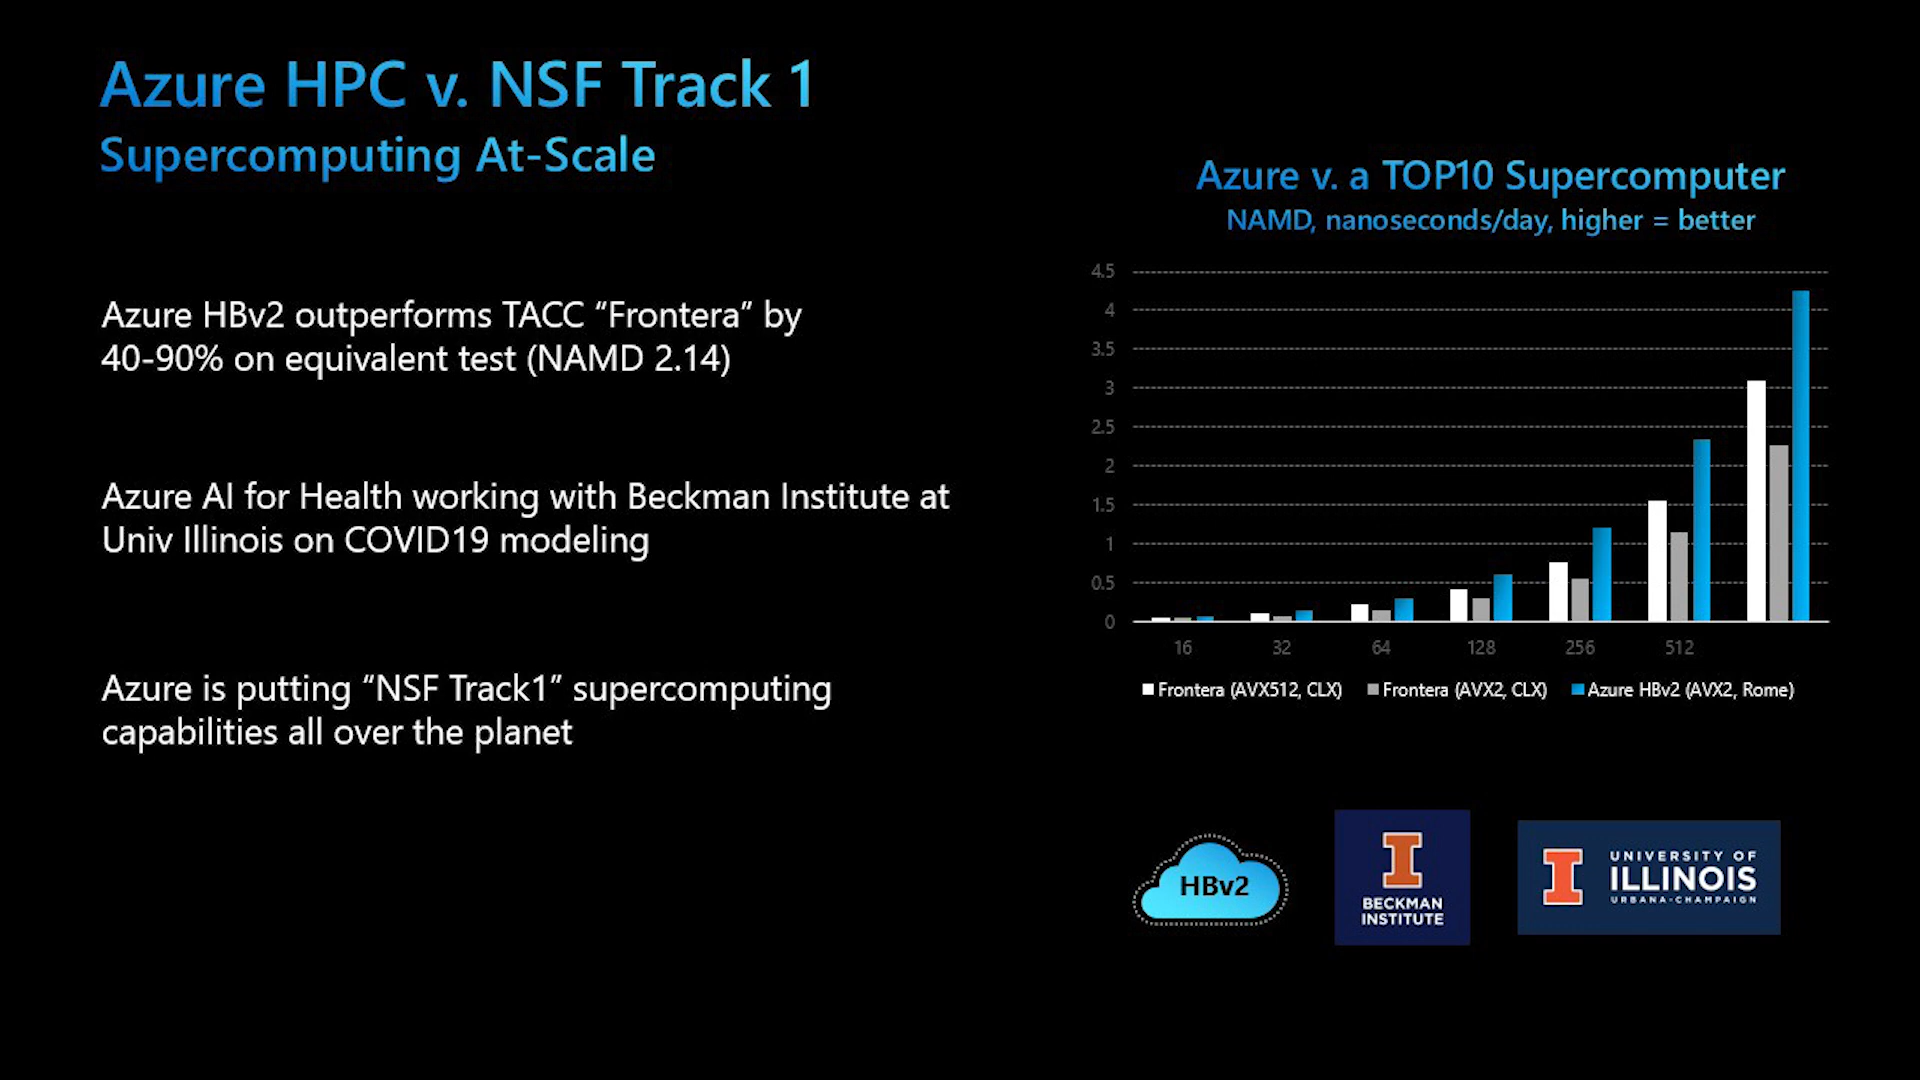 Azure HPC v. NSF Track 1
Supercomputing At-Scale
Azure HBv2 outperforms TACC “Frontera” by
40-90% on equivalent test (NAMD 2.14)
Azure AI for Health working with Beckman Institute at
Univ Illinois on COVID19 modeling
Azure is putting “NSF Track1” supercomputing
capabilities all over the planet
Azure v. a TOP10 Supercomputer
NAMD, nanoseconds/day, higher = better
4.5
4
3.5
3
2.5
2
1.5
1
0.5
0
16 32 64 128 256 512
Frontera (AVX512, CLX) Frontera (AVX2, CLX) Azure HBv2 (AVX2, Rome)
HBv2
BECKMAN
INSTITUTE
UNIVERSITY OF
ILLINOIS
URBANA-CHAMPAIGN